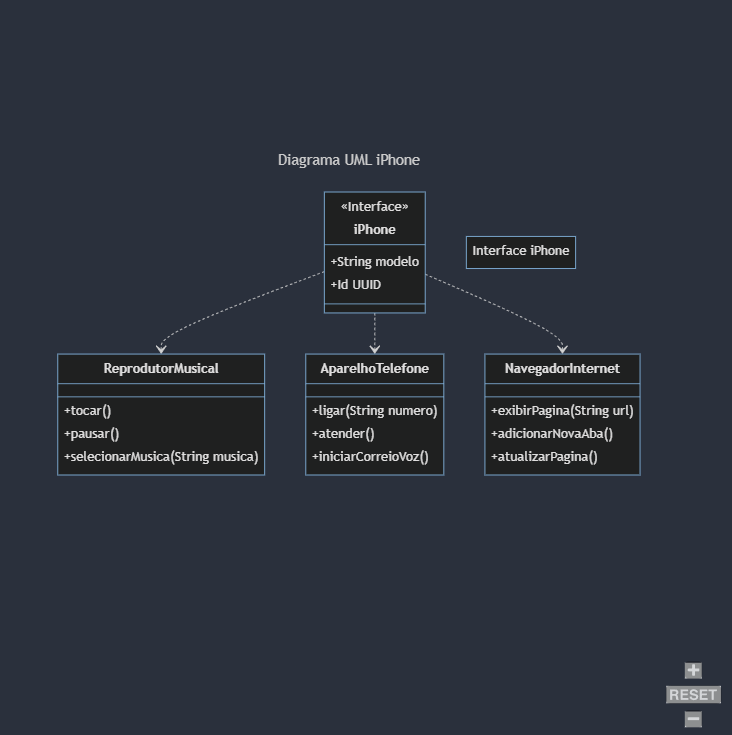 Diagrama UML iPhone
«Interface»
iPhone
+String modelo
+Id UUID
Interface iPhone
ReprodutorMusical
+tocar()
+pausar()
+selecionarMusica(String musica)
AparelhoTelefone
+ligar(String numero)
+atender()
+iniciarCorreioVoz()
NavegadorInternet
+exibirPagina(String url)
+adicionarNovaAba()
+atualizarPagina()
+
RESET
−